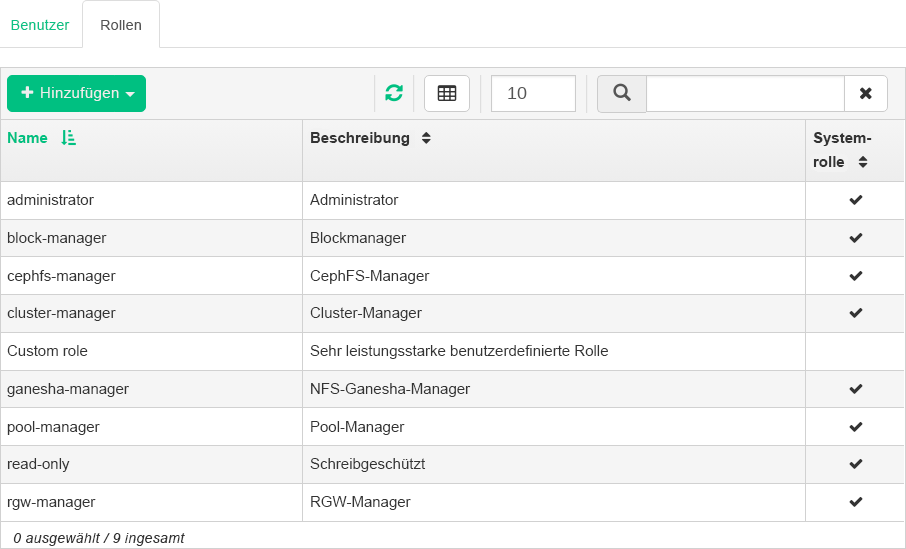 Benutzer Rollen
Hinzufügen 10
Name Beschreibung System-
rolle
administrator Administrator
block-manager Blockmanager
cephfs-manager CephFS-Manager
cluster-manager Cluster-Manager
Custom role Sehr leistungsstarke benutzerdefinierte Rolle
ganesha-manager NFS-Ganesha-Manager
pool-manager Pool-Manager
read-only Schreibgeschützt
rgw-manager RGW-Manager
0 ausgewählt / 9 ingesamt